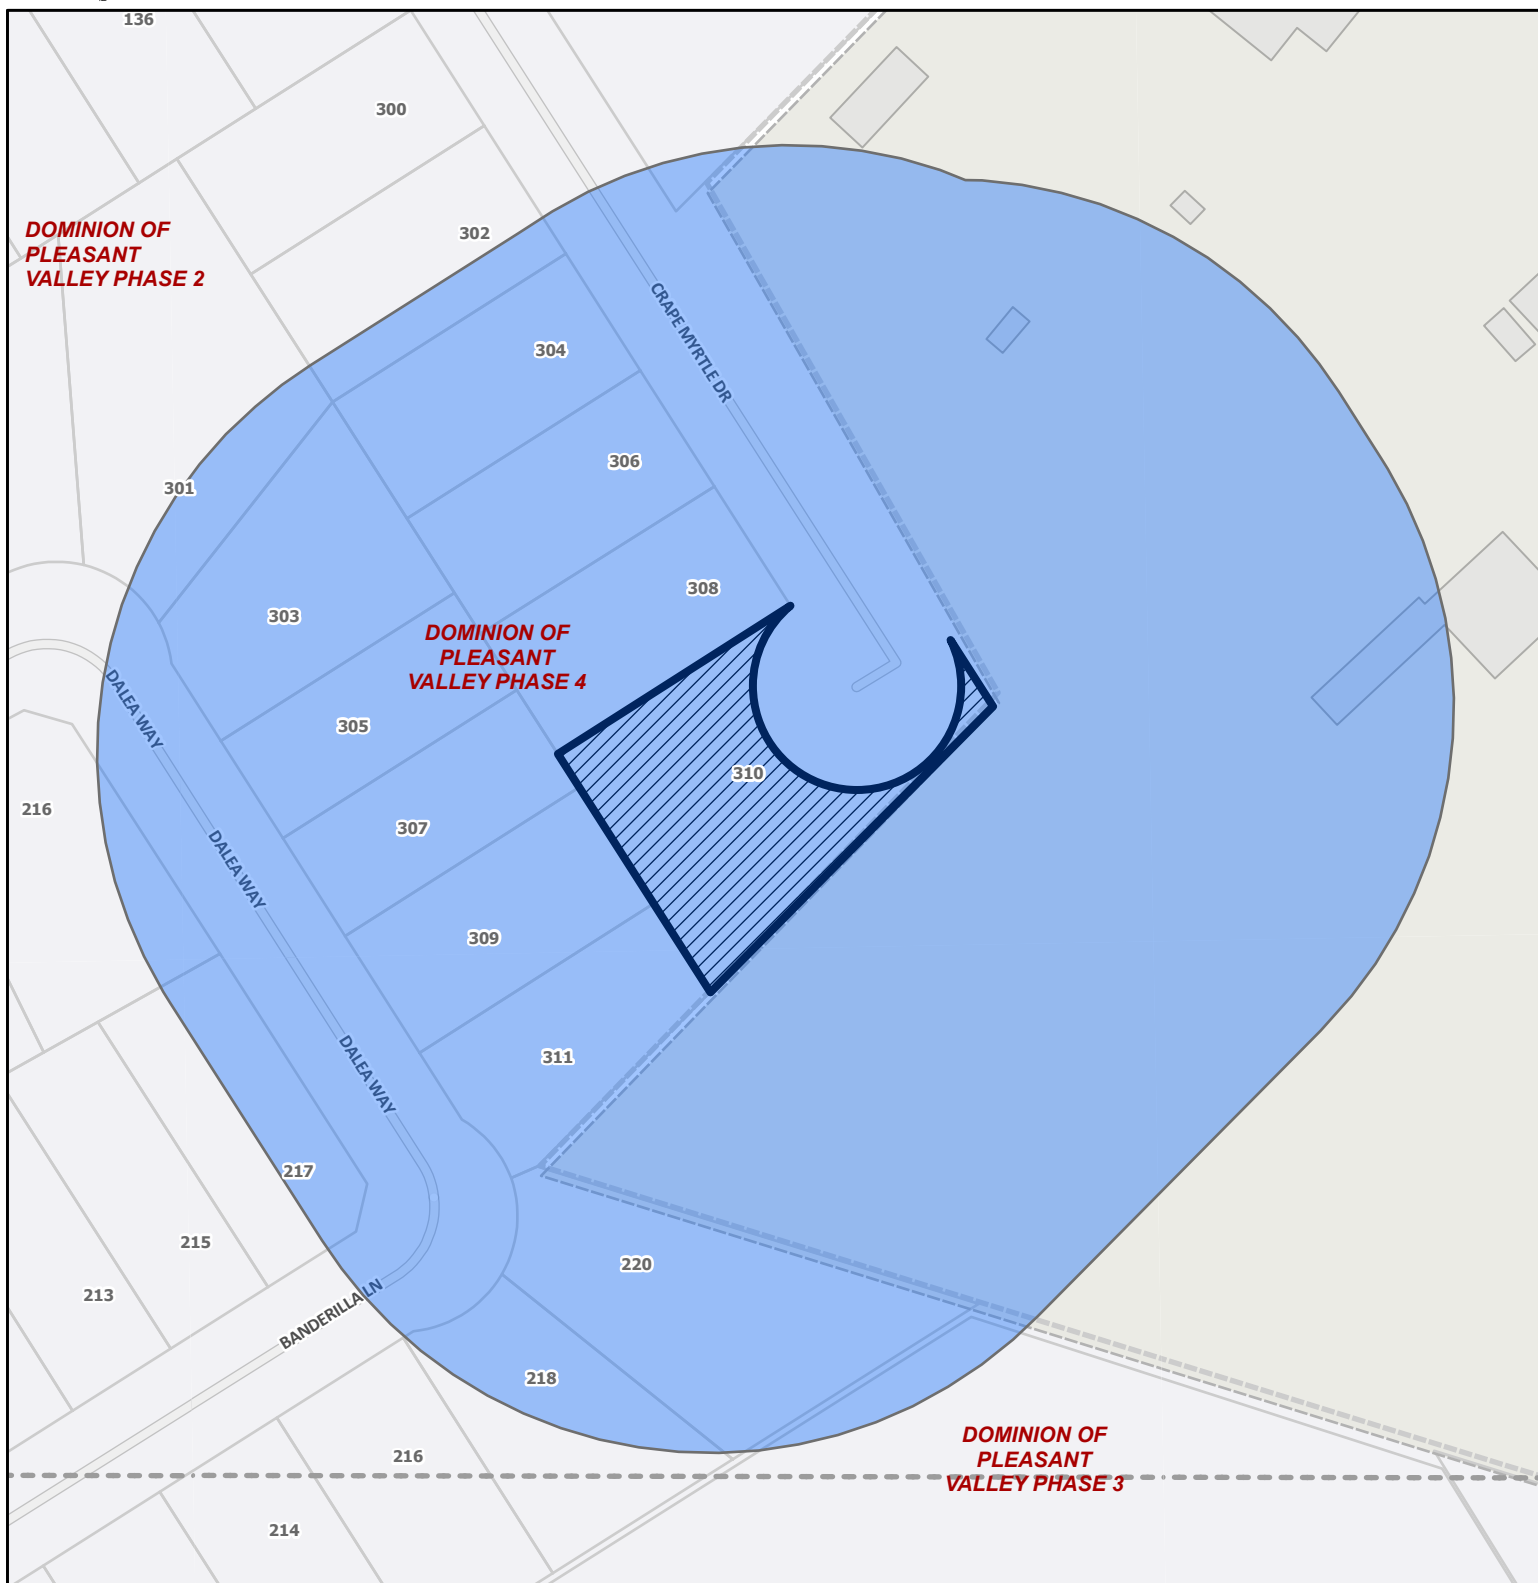 136
300
302
DOMINION OF
PLEASANT
VALLEY PHASE 2
CRAPE MYRTLE DR
304
306
301
308
303
DOMINION OF
PLEASANT
VALLEY PHASE 4
DALEA WAY
305
310
216
307
DALEA WAY
309
311
DALEA WAY
217
215
220
213
BANDERILLA LN
218
216
DOMINION OF
PLEASANT
VALLEY PHASE 3
214